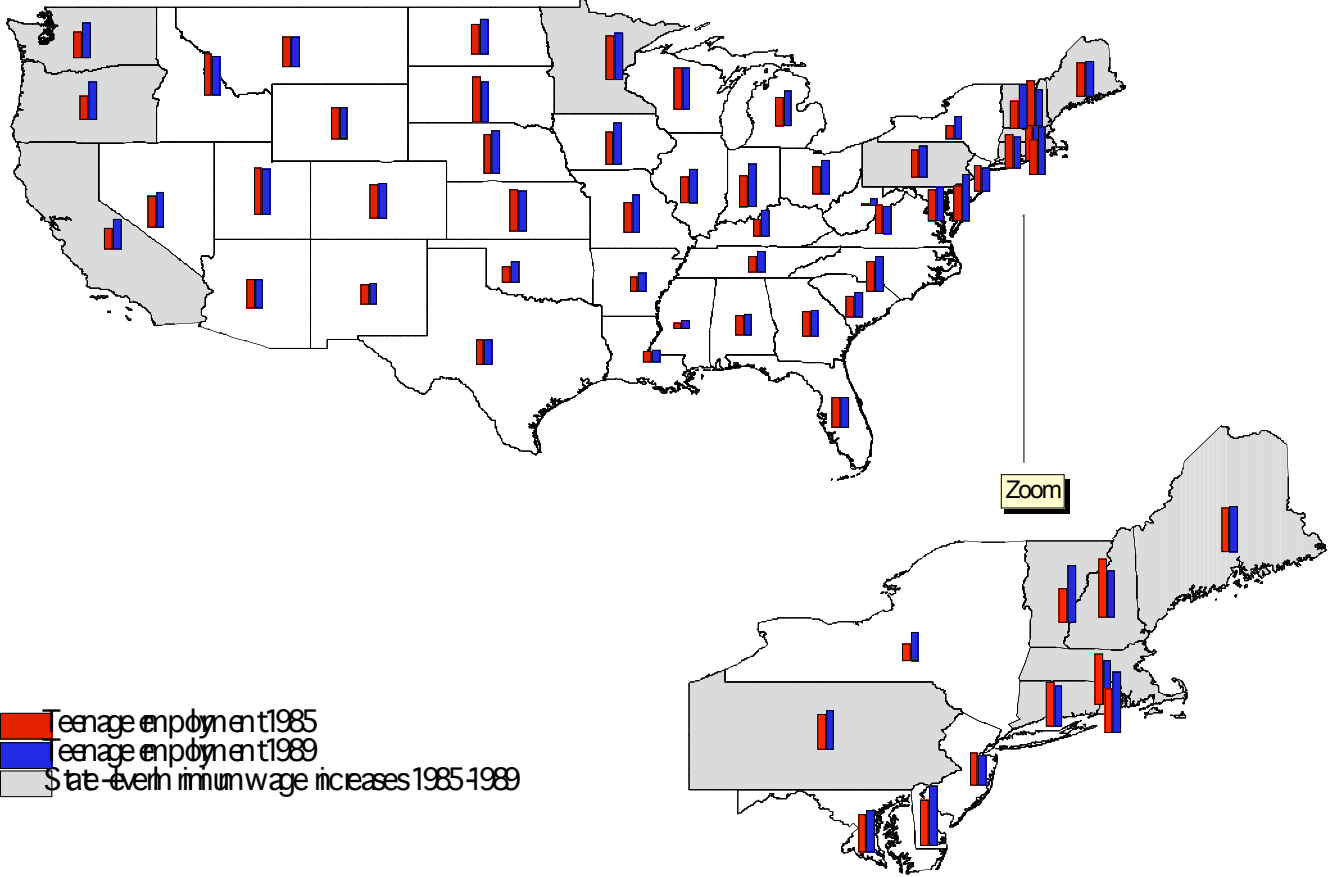 Zoom
Teenage employment 1985
Teenage employment 1989
State-level minimum wage increases 1985-1989